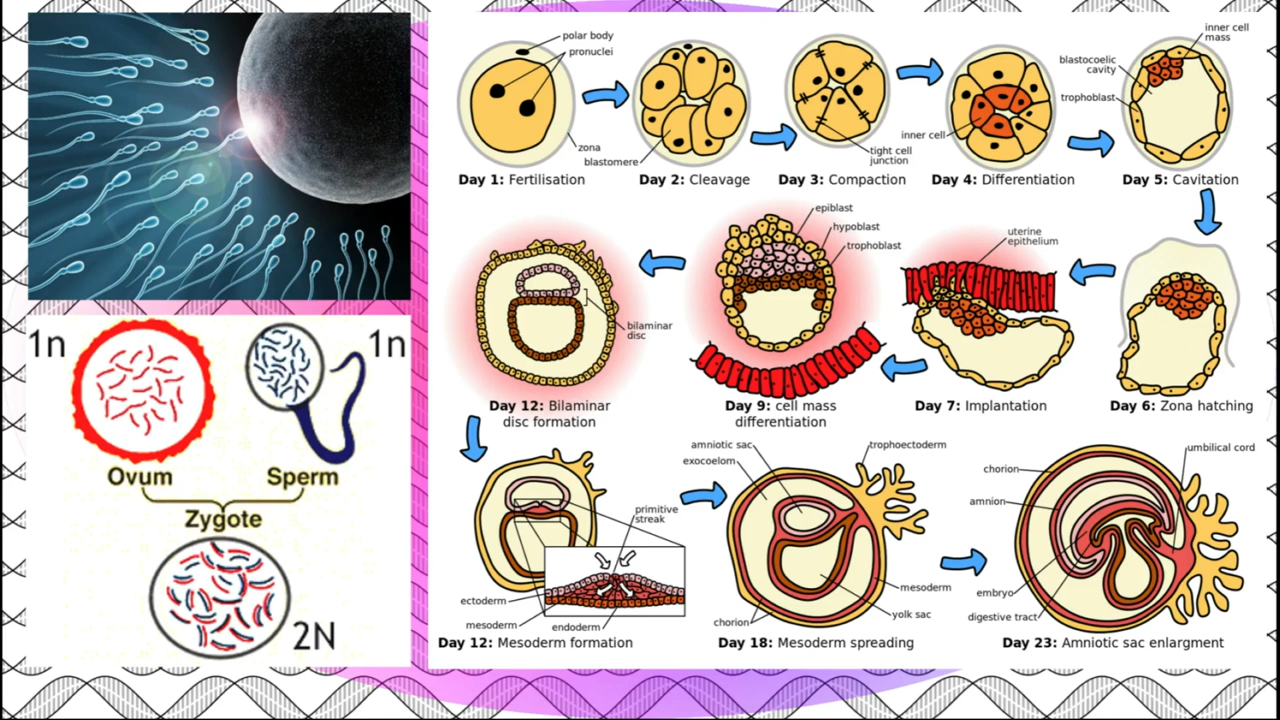 1n
1n
Ovum
Sperm
Zygote
2N
polar body
pronuclei
zona
Day 1: Fertilisation
blastomere
Day 2: Cleavage
tight cell
junction
Day 3: Compaction
inner cell
Day 4: Differentiation
inner cell
mass
blastocoelic
cavity
trophoblast
Day 5: Cavitation
Day 6: Zona hatching
uterine
epithelium
Day 7: Implantation
epiblast
hypoblast
trophoblast
Day 9: cell mass
differentiation
bilaminar
disc
Day 12: Bilaminar
disc formation
primitive
streak
ectoderm
mesoderm
endoderm
Day 12: Mesoderm formation
amniotic sac
exocoelom
trophoectoderm
mesoderm
yolk sac
chorion
Day 18: Mesoderm spreading
umbilical cord
chorion
amnion
embryo
digestive tract
Day 23: Amniotic sac enlargment